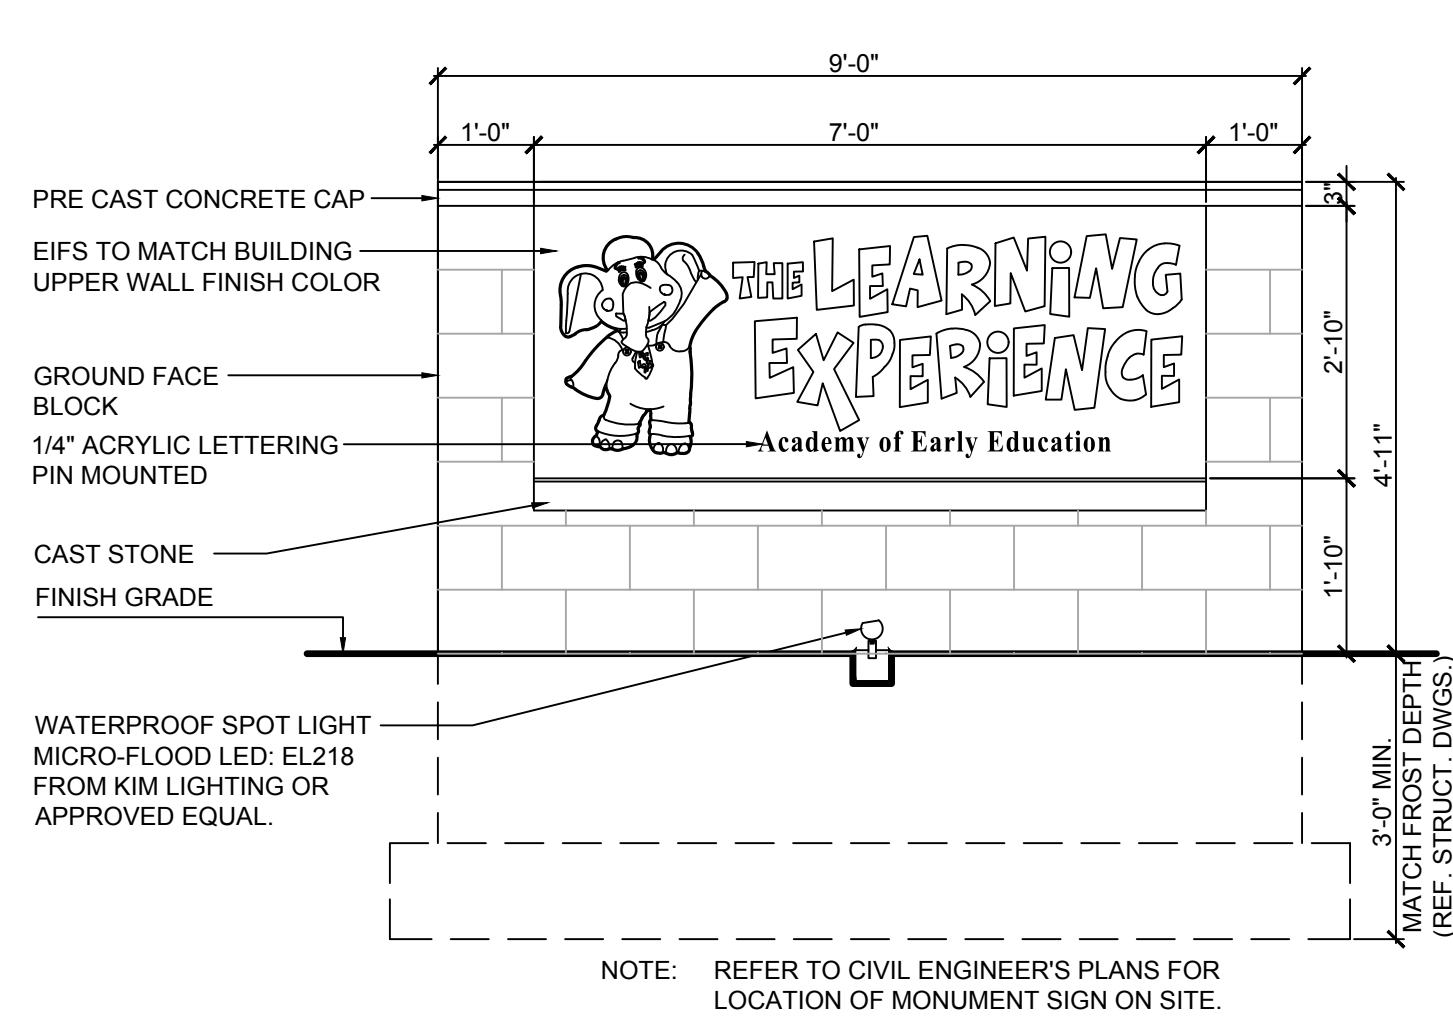 9'-0"
1'-0"
7'-0"
1'-0"
PRE CAST CONCRETE CAP
3"
EIFS TO MATCH BUILDING
UPPER WALL FINISH COLOR
THE LEARNiNG
EXPERiENCE
Academy of Early Education
2'-10"
GROUND FACE
BLOCK
1/4" ACRYLIC LETTERING
PIN MOUNTED
4'-11"
CAST STONE
1'-10"
FINISH GRADE
WATERPROOF SPOT LIGHT
MICRO-FLOOD LED: EL218
FROM KIM LIGHTING OR
APPROVED EQUAL.
3'-0" MIN.
MATCH FROST DEPTH
(REF. STRUCT. DWGS.)
NOTE: REFER TO CIVIL ENGINEER'S PLANS FOR
LOCATION OF MONUMENT SIGN ON SITE.